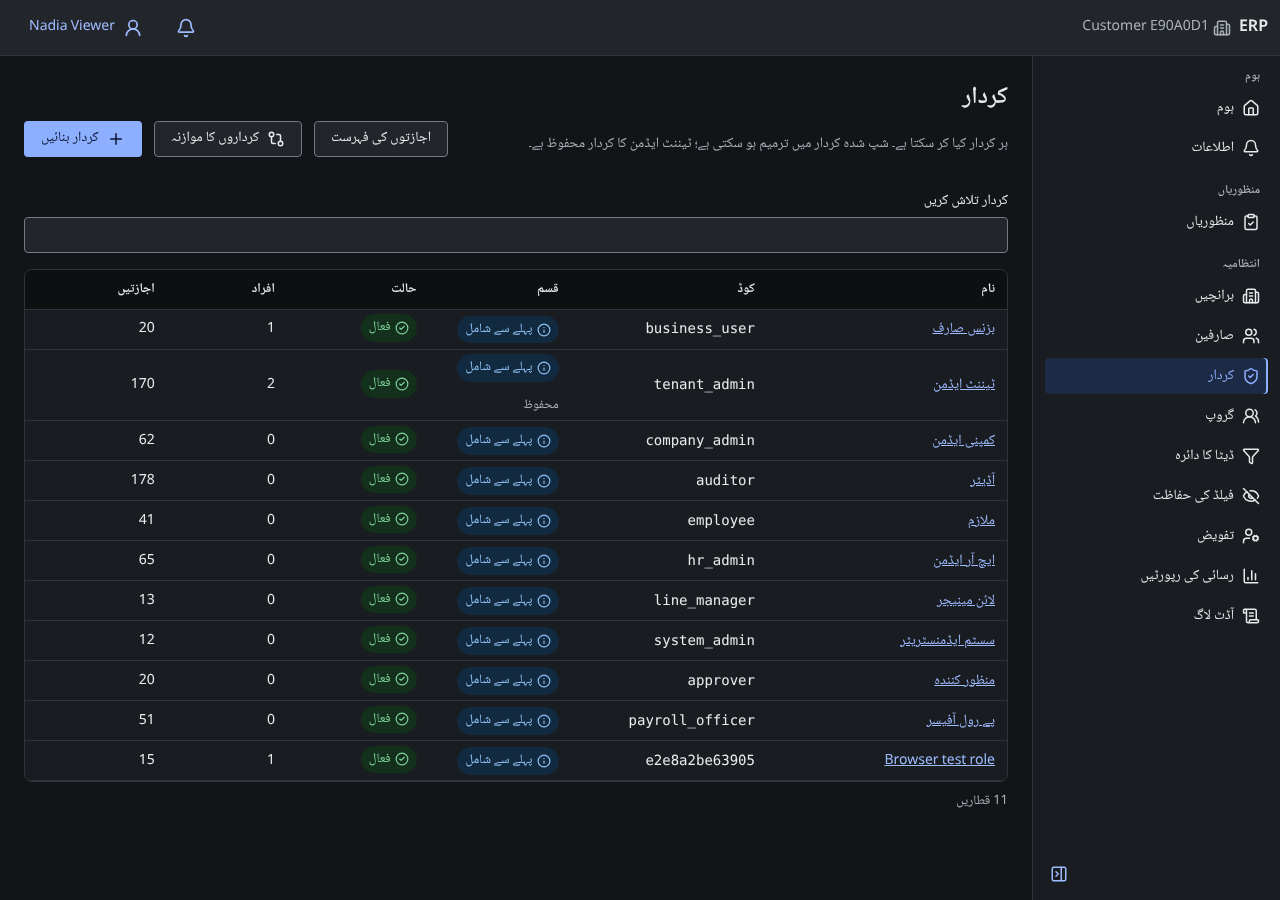 ERP
Customer E90A0D1
Nadia Viewer
ہوم
ہوم
اطلاعات
منظوریاں
منظوریاں
انتظامیہ
برانچیں
صارفین
کردار
گروپ
ڈیٹا کا دائرہ
فیلڈ کی حفاظت
تفویض
رسائی کی رپورٹیں
آڈٹ لاگ
کردار
ہر کردار کیا کر سکتا ہے۔ شپ شدہ کردار میں ترمیم ہو سکتی ہے؛ ٹیننٹ ایڈمن کا کردار محفوظ ہے۔
اجازتوں کی فہرست
کرداروں کا موازنہ
کردار بنائیں
کردار تلاش کریں
نام کوڈ قسم حالت افراد اجازتیں
بزنس صارف business_user پہلے سے شامل فعال 1 20
ٹیننٹ ایڈمن tenant_admin پہلے سے شامل محفوظ فعال 2 170
کمپنی ایڈمن company_admin پہلے سے شامل فعال 0 62
آڈیٹر auditor پہلے سے شامل فعال 0 178
ملازم employee پہلے سے شامل فعال 0 41
ایچ آر ایڈمن hr_admin پہلے سے شامل فعال 0 65
لائن مینیجر line_manager پہلے سے شامل فعال 0 13
سسٹم ایڈمنسٹریٹر system_admin پہلے سے شامل فعال 0 12
منظور کنندہ approver پہلے سے شامل فعال 0 20
پے رول آفیسر payroll_officer پہلے سے شامل فعال 0 51
Browser test role e2e8a2be63905 پہلے سے شامل فعال 1 15
11 قطاریں